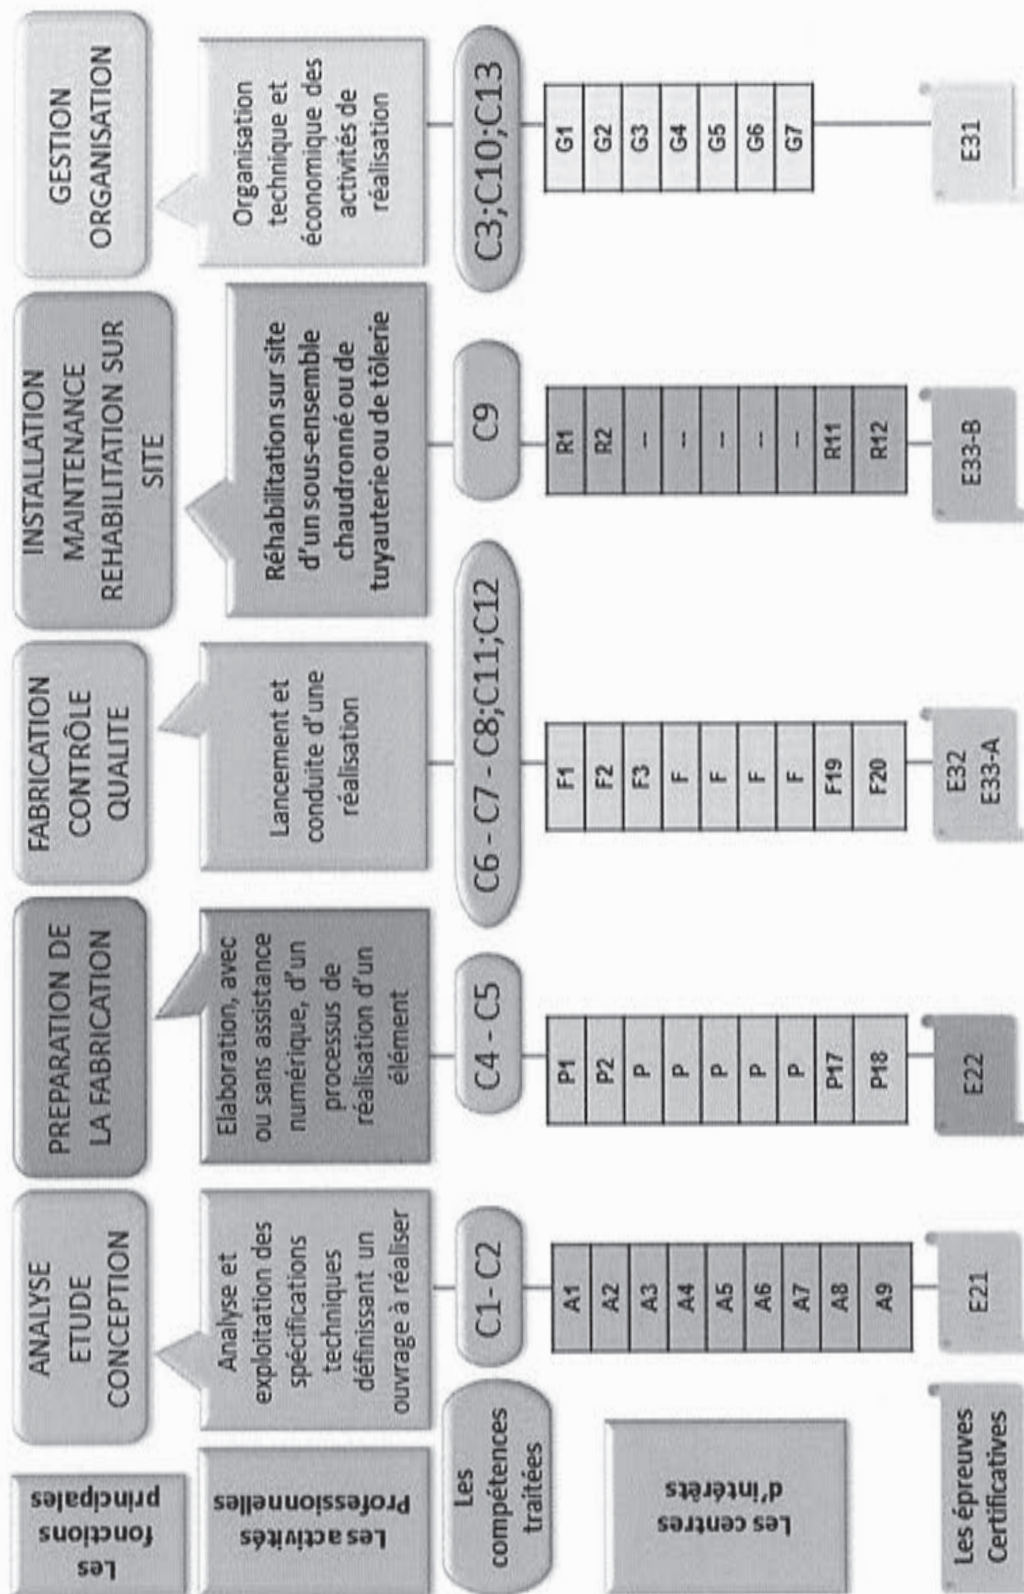 Les
fonctions
principales
ANALYSE
ETUDE
CONCEPTION
PREPARATION DE
LA FABRICATION
FABRICATION
CONTRÔLE
QUALITE
INSTALLATION
MAINTENANCE
REHABILITATION SUR
SITE
GESTION
ORGANISATION
Les activités
Professionnelles
Analyse et
exploitation des
spécifications
techniques
définissant un
ouvrage à réaliser
Elaboration, avec
ou sans assistance
numérique, d'un
processus de
réalisation d'un
élément
Lancement et
conduite d'une
réalisation
Réhabilitation sur site
d'un sous-ensemble
chaudronné ou de
tuyauterie ou de tôlerie
Organisation
technique et
économique des
activités de
réalisation
Les
compétences
traitées
C1- C2
C4 - C5
C6 - C7 - C8;C11;C12
C9
C3;C10;C13
Les centres
d'intérêts
A1
A2
A3
A4
A5
A6
A7
A8
A9
P1
P2
P
P
P
P
P
P17
P18
F1
F2
F3
F
F
F
F
F19
F20
R1
R2
--
--
--
--
--
R11
R12
G1
G2
G3
G4
G5
G6
G7
Les épreuves
Certificatives
E21
E22
E32
E33-A
E33-B
E31